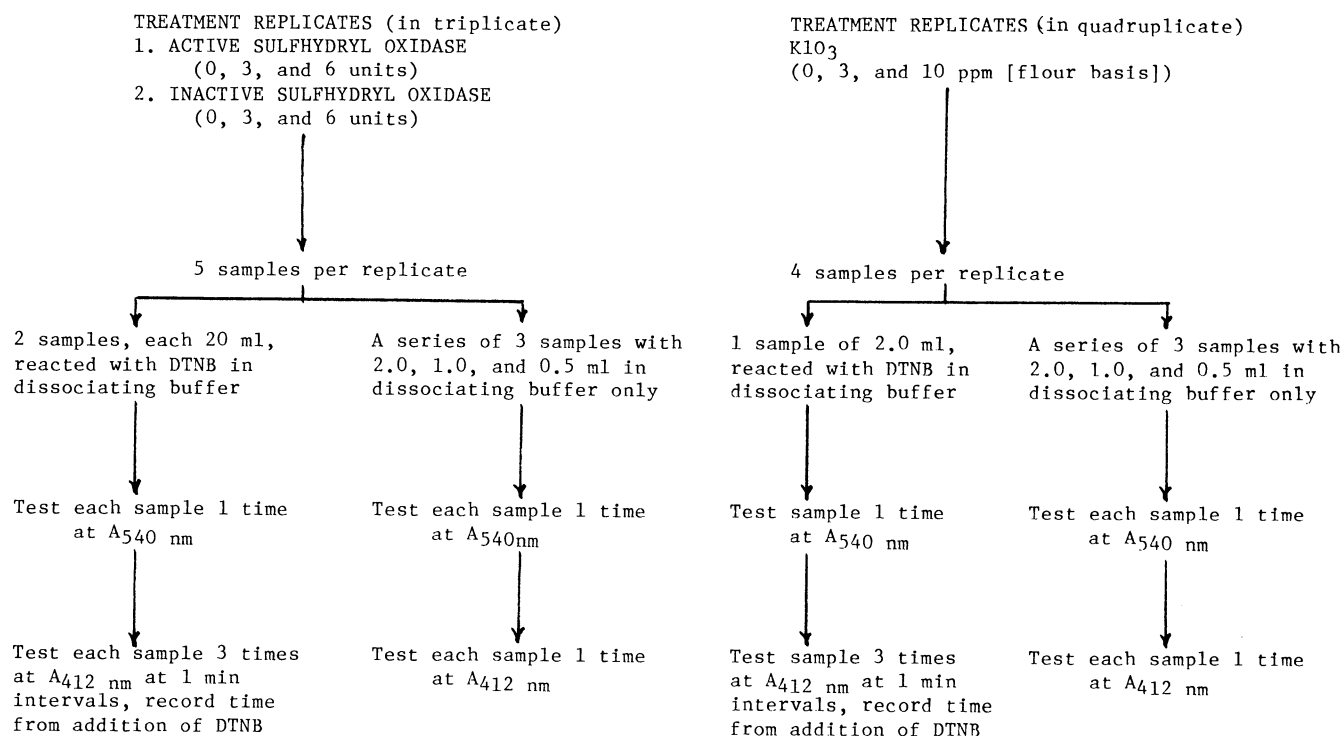 TREATMENT REPLICATES (in triplicate)
1. ACTIVE SULFHYDRYL OXIDASE
(0, 3, and 6 units)
2. INACTIVE SULFHYDRYL OXIDASE
(0, 3, and 6 units)
5 samples per replicate
2 samples, each 20 ml,
reacted with DTNB in
dissociating buffer
A series of 3 samples with
2.0, 1.0, and 0.5 ml in
dissociating buffer only
Test each sample 1 time
at A540 nm
Test each sample 1 time
at A540nm
Test each sample 3 times
at A412 nm at 1 min
intervals, record time
from addition of DTNB
Test each sample 1 time
at A412 nm
TREATMENT REPLICATES (in quadruplicate)
KIO3
(0, 3, and 10 ppm [flour basis])
4 samples per replicate
1 sample of 2.0 ml,
reacted with DTNB in
dissociating buffer
A series of 3 samples with
2.0, 1.0, and 0.5 ml in
dissociating buffer only
Test sample 1 time
at A540 nm
Test each sample 1 time
at A540 nm
Test sample 3 times
at A412 nm at 1 min
intervals, record time
from addition of DTNB
Test each sample 1 time
at A412 nm